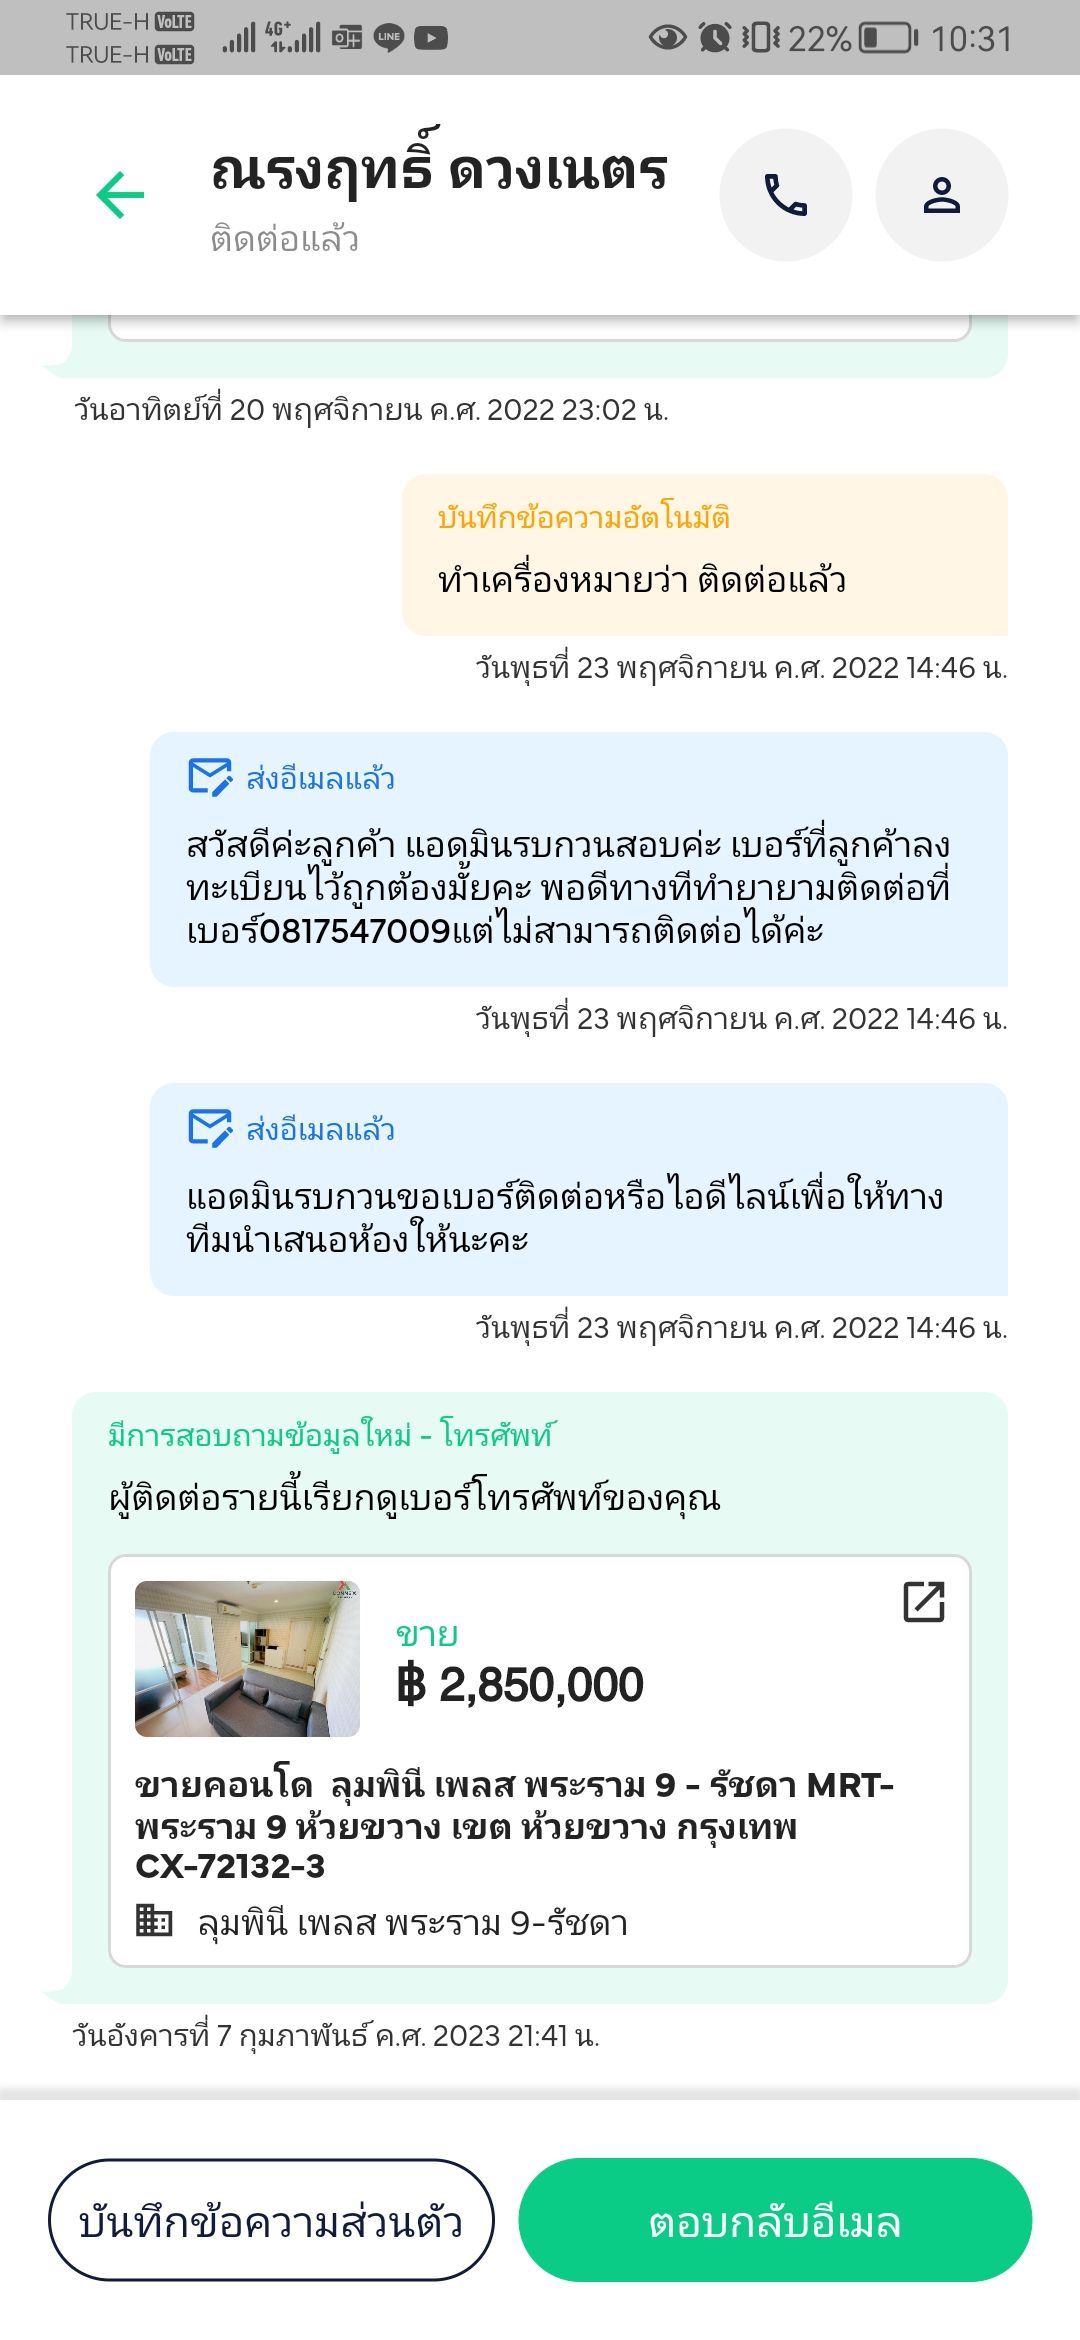 TRUE-H VoLTE
TRUE-H VoLTE
4G+
LINE
22%
10:31
ณรงฤทธิ์ ดวงเนตร
ติดต่อแล้ว
วันอาทิตย์ที่ 20 พฤศจิกายน ค.ศ. 2022 23:02 น.
บันทึกข้อความอัตโนมัติ
ทำเครื่องหมายว่า ติดต่อแล้ว
วันพุธที่ 23 พฤศจิกายน ค.ศ. 2022 14:46 น.
ส่งอีเมลแล้ว
สวัสดีค่ะลูกค้า แอดมินรบกวนสอบค่ะ เบอร์ที่ลูกค้าลง
ทะเบียนไว้ถูกต้องมั้ยคะ พอดีทางทีทำยายามติดต่อที่
เบอร์0817547009แต่ไม่สามารถติดต่อได้ค่ะ
วันพุธที่ 23 พฤศจิกายน ค.ศ. 2022 14:46 น.
ส่งอีเมลแล้ว
แอดมินรบกวนขอเบอร์ติดต่อหรือไอดีไลน์เพื่อให้ทาง
ทีมนำเสนอห้องให้นะคะ
วันพุธที่ 23 พฤศจิกายน ค.ศ. 2022 14:46 น.
มีการสอบถามข้อมูลใหม่ - โทรศัพท์
ผู้ติดต่อรายนี้เรียกดูเบอร์โทรศัพท์ของคุณ
ขาย
฿ 2,850,000
ขายคอนโด  ลุมพินี เพลส พระราม 9 - รัชดา MRT-
พระราม 9 ห้วยขวาง เขต ห้วยขวาง กรุงเทพ
CX-72132-3
ลุมพินี เพลส พระราม 9-รัชดา
วันอังคารที่ 7 กุมภาพันธ์ ค.ศ. 2023 21:41 น.
บันทึกข้อความส่วนตัว
ตอบกลับอีเมล